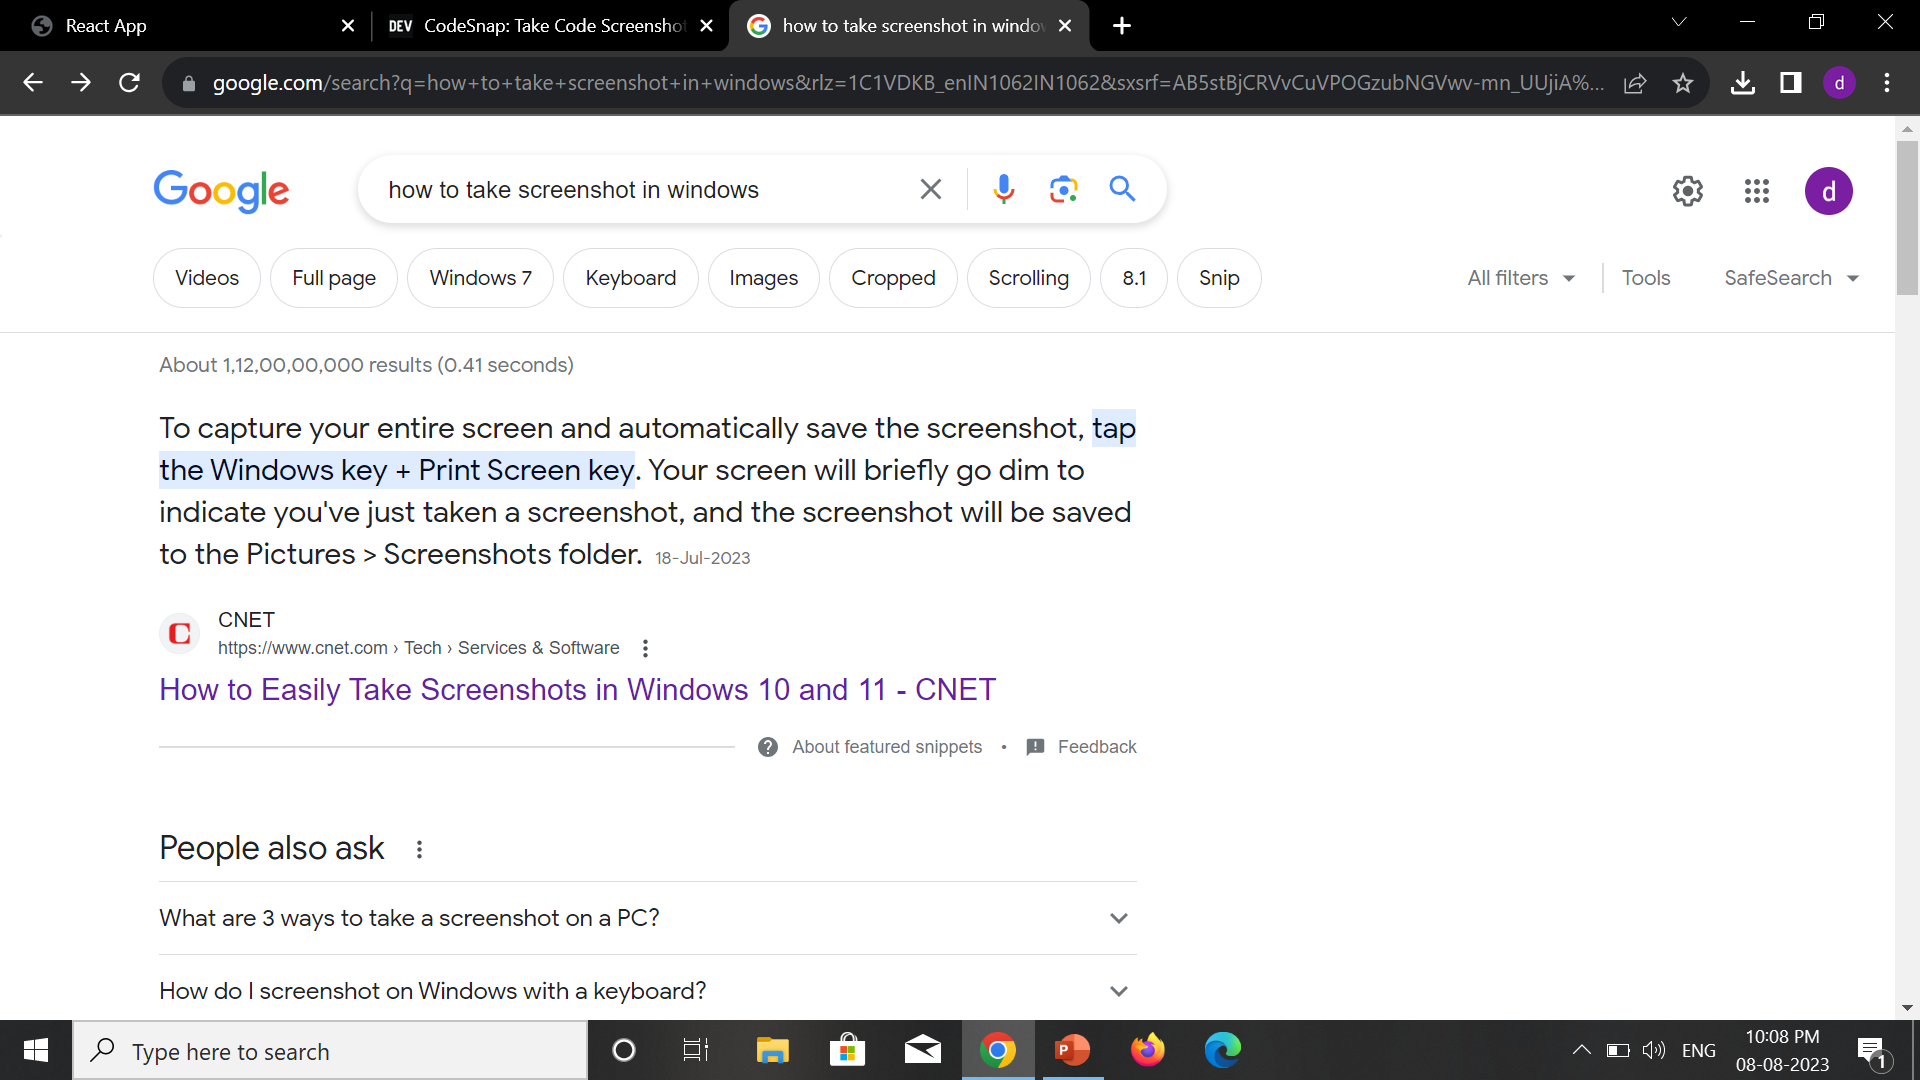 React App
DEV CodeSnap: Take Code Screenshot
how to take screenshot in window
google.com/search?q=how+to+take+screenshot+in+windows&rlz=1C1VDKB_enIN1062IN1062&sxsrf=AB5stBjCRVvCuVPOGzubNGVwv-mn_UUjiA%...
d
Google
how to take screenshot in windows
d
Videos
Full page
Windows 7
Keyboard
Images
Cropped
Scrolling
8.1
Snip
All filters
Tools
SafeSearch
About 1,12,00,00,000 results (0.41 seconds)
To capture your entire screen and automatically save the screenshot, tap
the Windows key + Print Screen key. Your screen will briefly go dim to
indicate you've just taken a screenshot, and the screenshot will be saved
to the Pictures > Screenshots folder. 18-Jul-2023
CNET
https://www.cnet.com › Tech › Services & Software
How to Easily Take Screenshots in Windows 10 and 11 - CNET
About featured snippets • Feedback
People also ask
What are 3 ways to take a screenshot on a PC?
How do I screenshot on Windows with a keyboard?
Type here to search
P
ENG
10:08 PM
08-08-2023
1